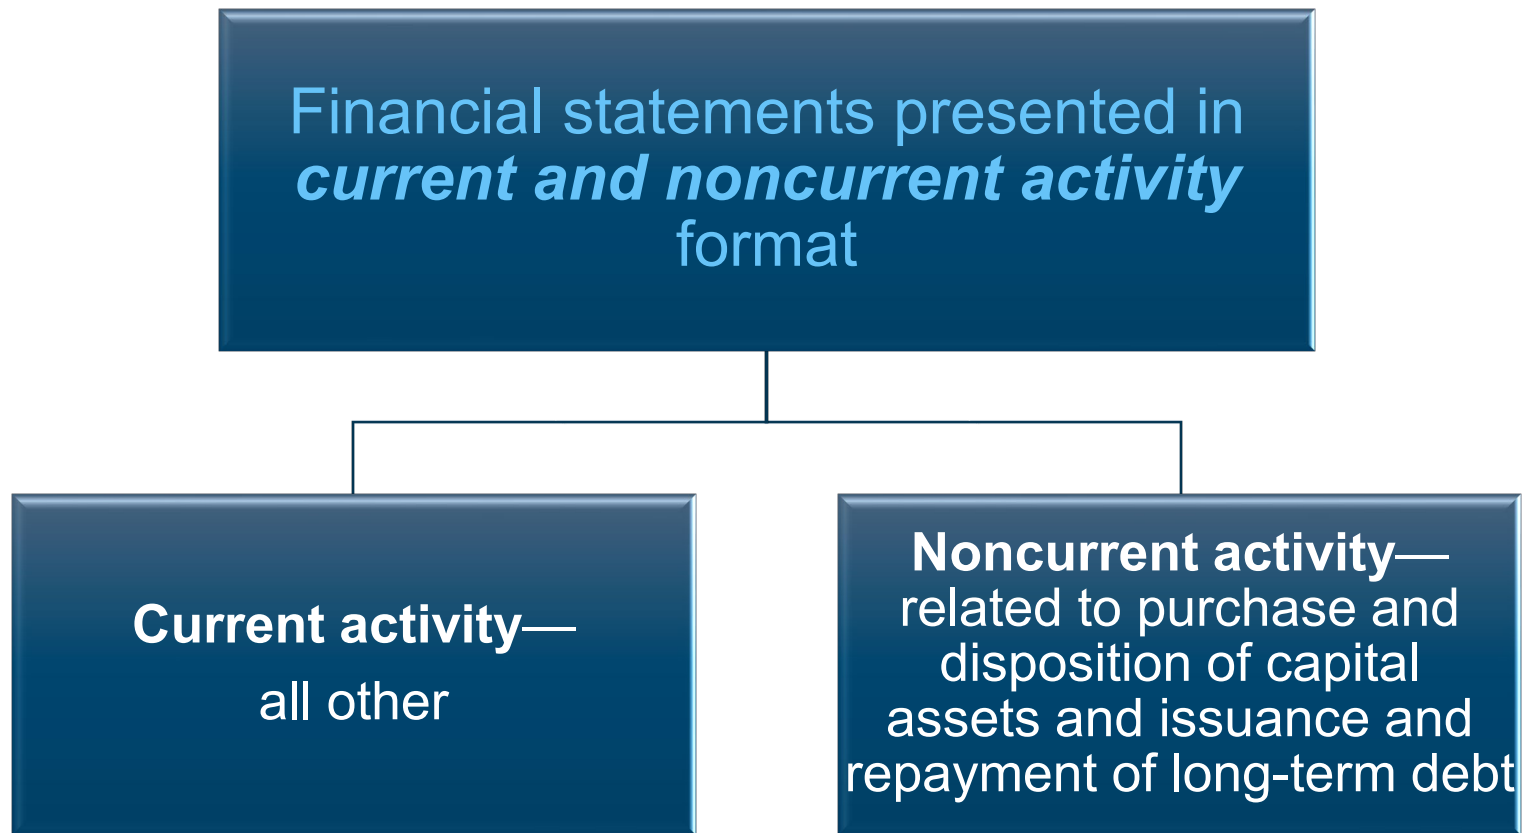 Financial statements presented in
current and noncurrent activity
format
Current activity—
all other
Noncurrent activity—
related to purchase and
disposition of capital
assets and issuance and
repayment of long-term debt